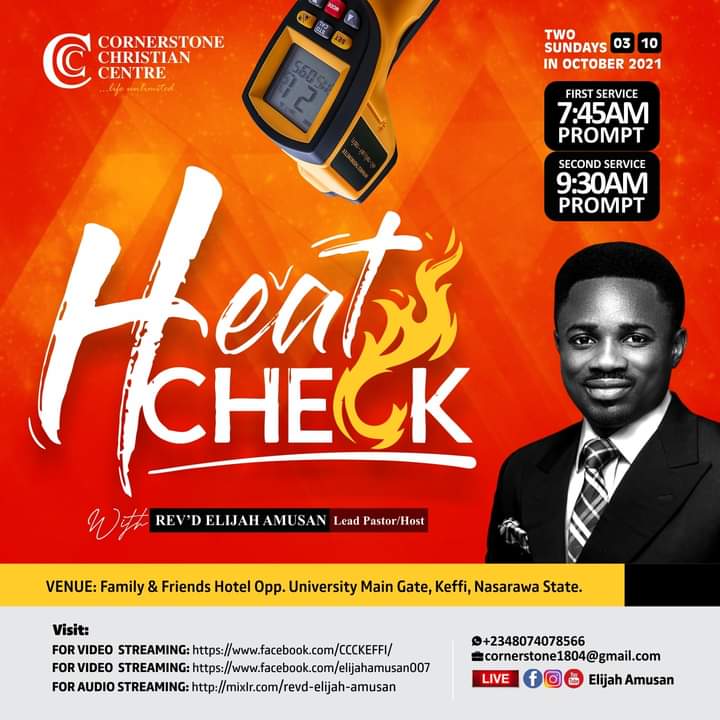 CCC
CORNERSTONE
CHRISTIAN
CENTRE
...life unlimited
TWO
SUNDAYS 03 10
IN OCTOBER 2021
FIRST SERVICE
7:45AM
PROMPT
SECOND SERVICE
9:30AM
PROMPT
Heat
CHECK
With REV'D ELIJAH AMUSAN Lead Pastor/Host
VENUE: Family & Friends Hotel Opp. University Main Gate, Keffi, Nasarawa State.
Visit:
FOR VIDEO STREAMING: https://www.facebook.com/CCCKEFFI/
FOR VIDEO STREAMING: https://www.facebook.com/elijahamusan007
FOR AUDIO STREAMING: http://mixlr.com/revd-elijah-amusan
+2348074078566
cornerstone1804@gmail.com
LIVE Elijah Amusan